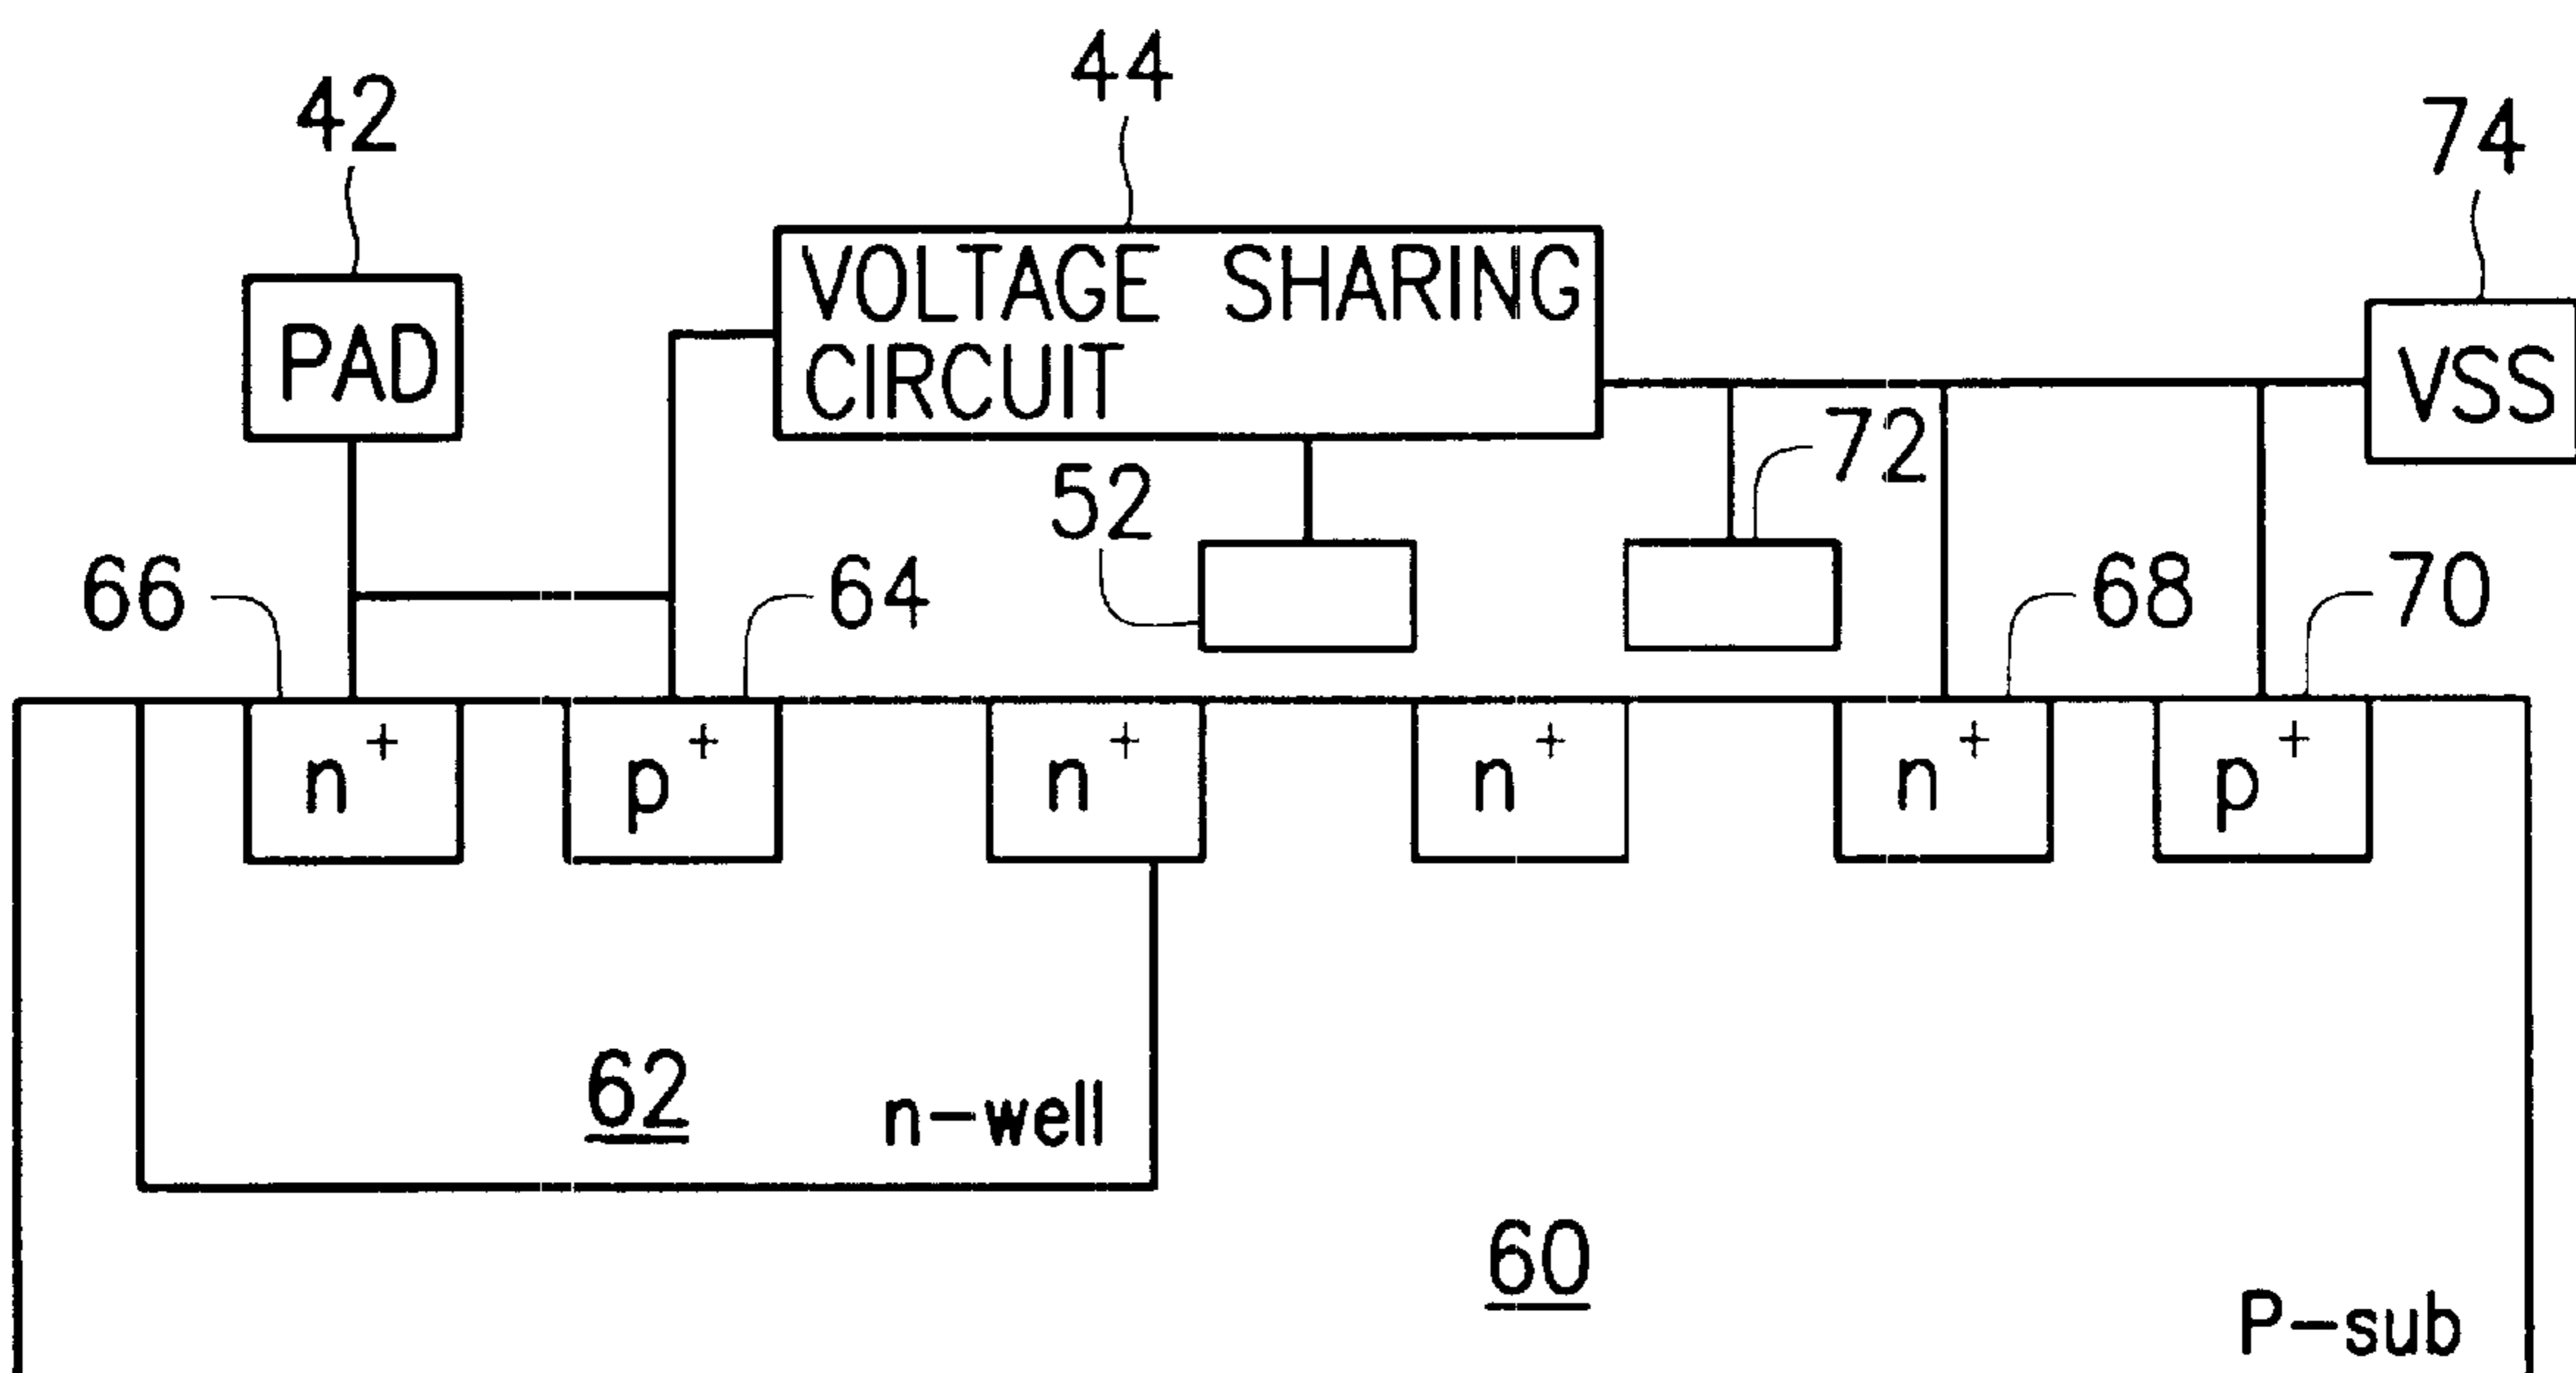 44
42
74
VOLTAGE SHARING
CIRCUIT
PAD
VSS
72
52
66
64
68
70
n+
p+
n+
n+
n+
p+
62
n-well
60
P-sub